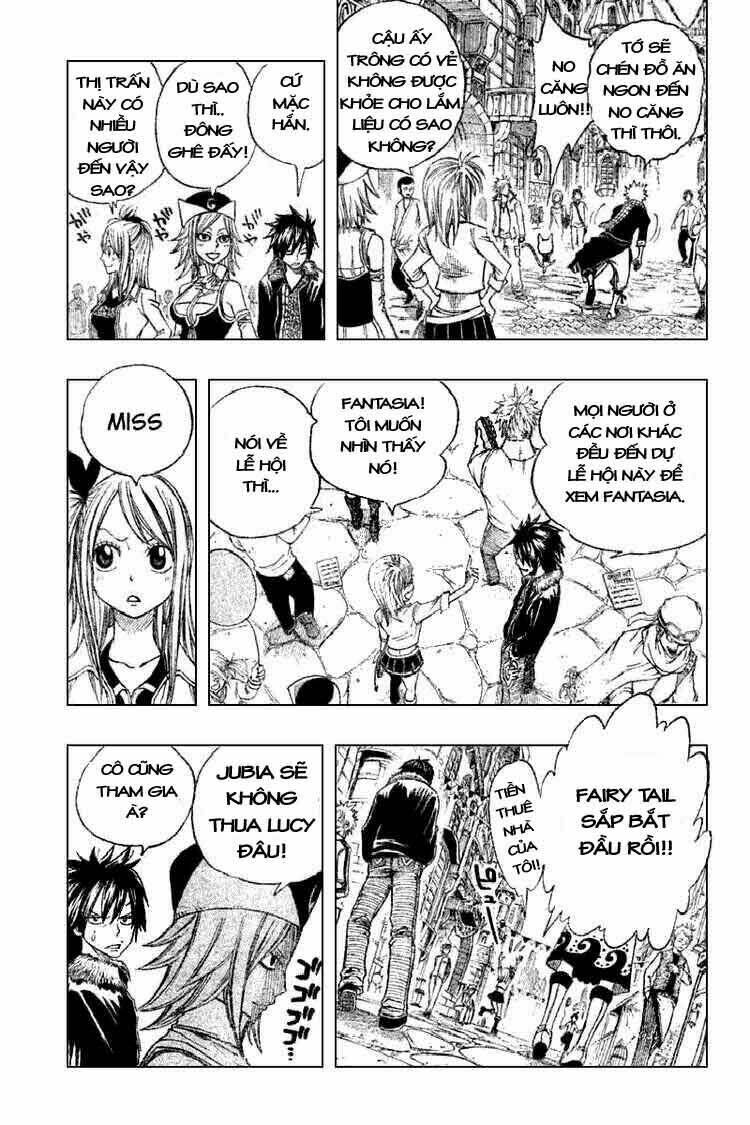 TỚ SẼ
CHÉN ĐỒ ĂN
NGON ĐẾN
NO CĂNG
THÌ THÔI.
NO
CĂNG
LUÔN!!
CẬU ẤY
TRÔNG CÓ VẺ
KHÔNG ĐƯỢC
KHỎE CHO LẮM
LIỆU CÓ SAO
KHÔNG?
CỨ
MẶC
HẮN.
DÙ SAO
THÌ..
ĐÔNG
GHÊ ĐẤY!
THỊ TRẤN
NÀY CÓ
NHIỀU
NGƯỜI
ĐẾN VẬY
SAO?
MỌI NGƯỜI Ở
CÁC NƠI KHÁC
ĐỀU ĐẾN DỰ
LỄ HỘI NÀY ĐỂ
XEM FANTASIA.
FANTASIA!
TÔI MUỐN
NHÌN THẤY
NÓ!
NÓI VỀ
LỄ HỘI
THÌ...
MISS
FAIRY TAIL
SẮP BẮT
ĐẦU RỒI!!
TIỀN
THUÊ
NHÀ
CỦA
TÔI!!
JUBIA SẼ
KHÔNG
THUA LUCY
ĐÂU!
CÔ CŨNG
THAM GIA
À?
ゴゴゴゴ...